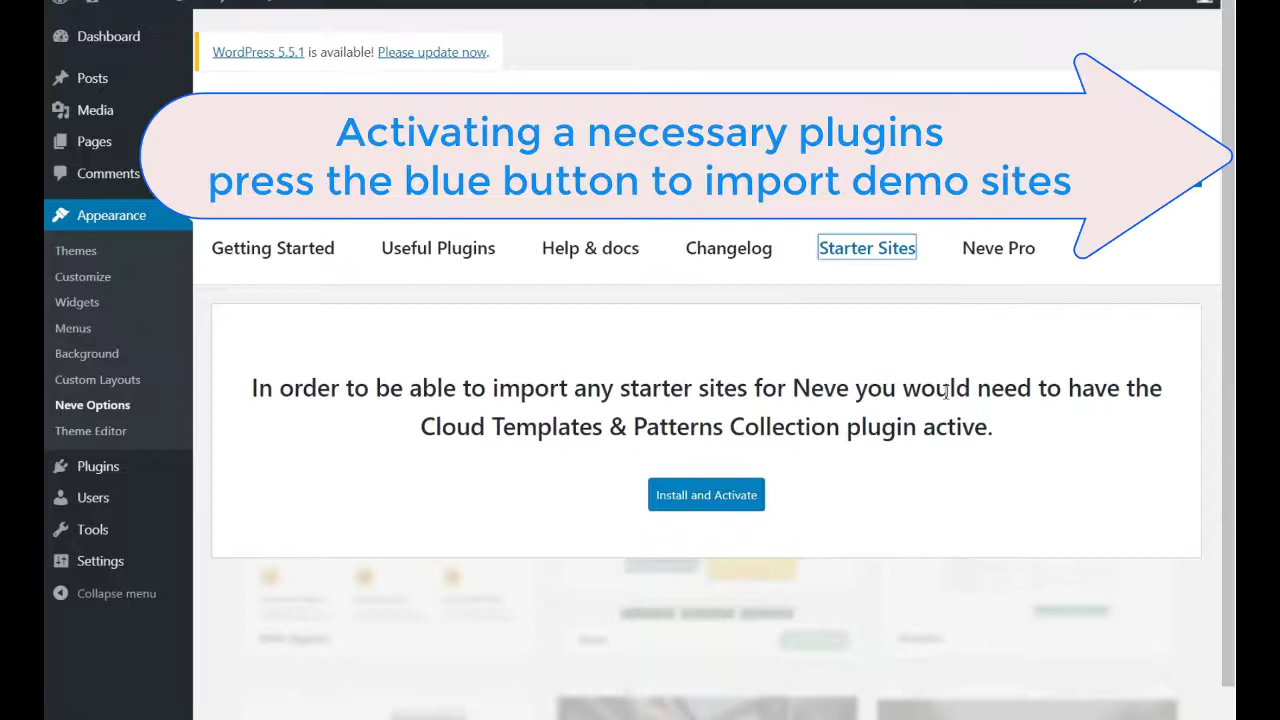 Dashboard
WordPress 5.5.1 is available! Please update now.
Posts
Media
Pages
Comments
Activating a necessary plugins
press the blue button to import demo sites
Appearance
Themes
Customize
Widgets
Menus
Background
Custom Layouts
Neve Options
Theme Editor
Plugins
Users
Tools
Settings
Collapse menu
Getting Started Useful Plugins Help & docs Changelog Starter Sites Neve Pro
In order to be able to import any starter sites for Neve you would need to have the
Cloud Templates & Patterns Collection plugin active.
Install and Activate